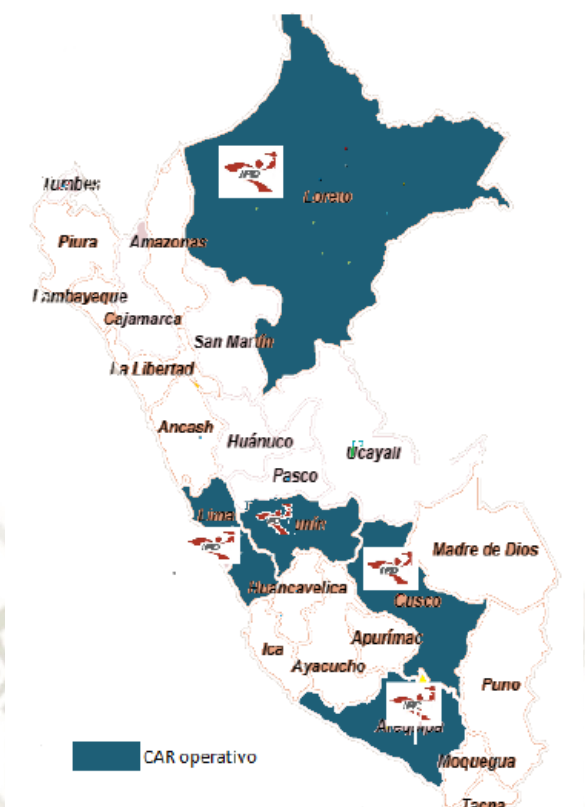 Tumbes
Loreto
Piura
Amazonas
Lambayeque
Cajamarca
San Martín
La Libertad
Ancash
Huánuco
Ucayali
Pasco
Lima
IPD
Madre de Dios
Huancavelica
Cusco
Apurímac
Ica
Ayacucho
Puno
Arequipa
CAR operativo
Moquegua
Tacna